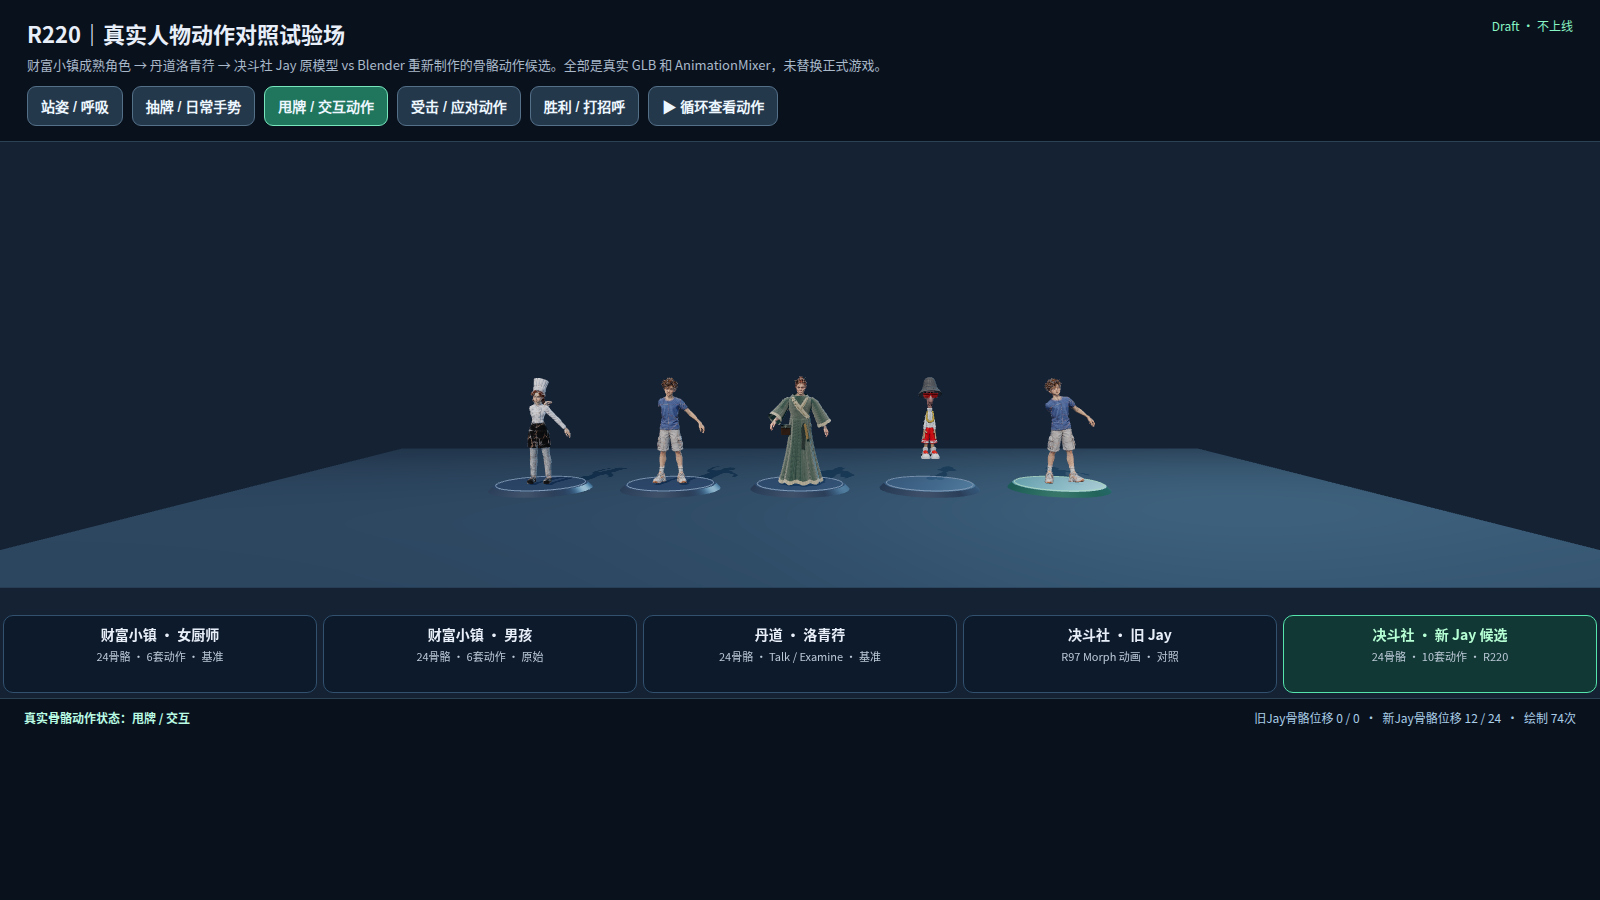 R220｜真实人物动作对照试验场
Draft · 不上线
财富小镇成熟角色 → 丹道洛青荇 → 决斗社 Jay 原模型 vs Blender 重新制作的骨骼动作候选。全部是真实 GLB 和 AnimationMixer，未替换正式游戏。
站姿 / 呼吸
抽牌 / 日常手势
甩牌 / 交互动作
受击 / 应对动作
胜利 / 打招呼
▶ 循环查看动作
财富小镇 · 女厨师
24骨骼 · 6套动作 · 基准
财富小镇 · 男孩
24骨骼 · 6套动作 · 原始
丹道 · 洛青荇
24骨骼 · Talk / Examine · 基准
决斗社 · 旧 Jay
R97 Morph 动画 · 对照
决斗社 · 新 Jay 候选
24骨骼 · 10套动作 · R220
真实骨骼动作状态：甩牌 / 交互
旧Jay骨骼位移 0 / 0 · 新Jay骨骼位移 12 / 24 · 绘制 74次